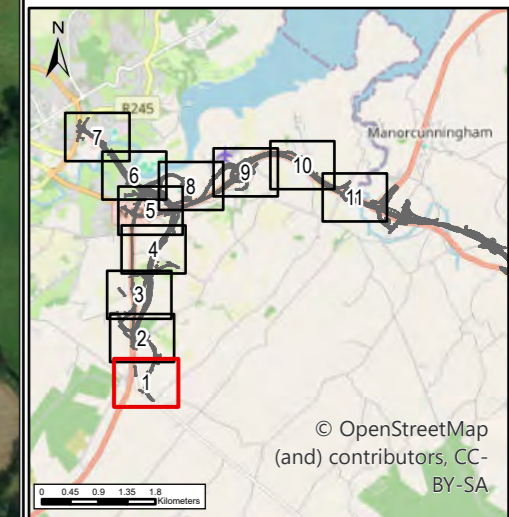 N
R245
7
6
8
9
10
Manorcunningham
11
5
4
3
2
1
© OpenStreetMap
(and) contributors, CC-
BY-SA
0 0.45 0.9 1.35 1.8
Kilometers